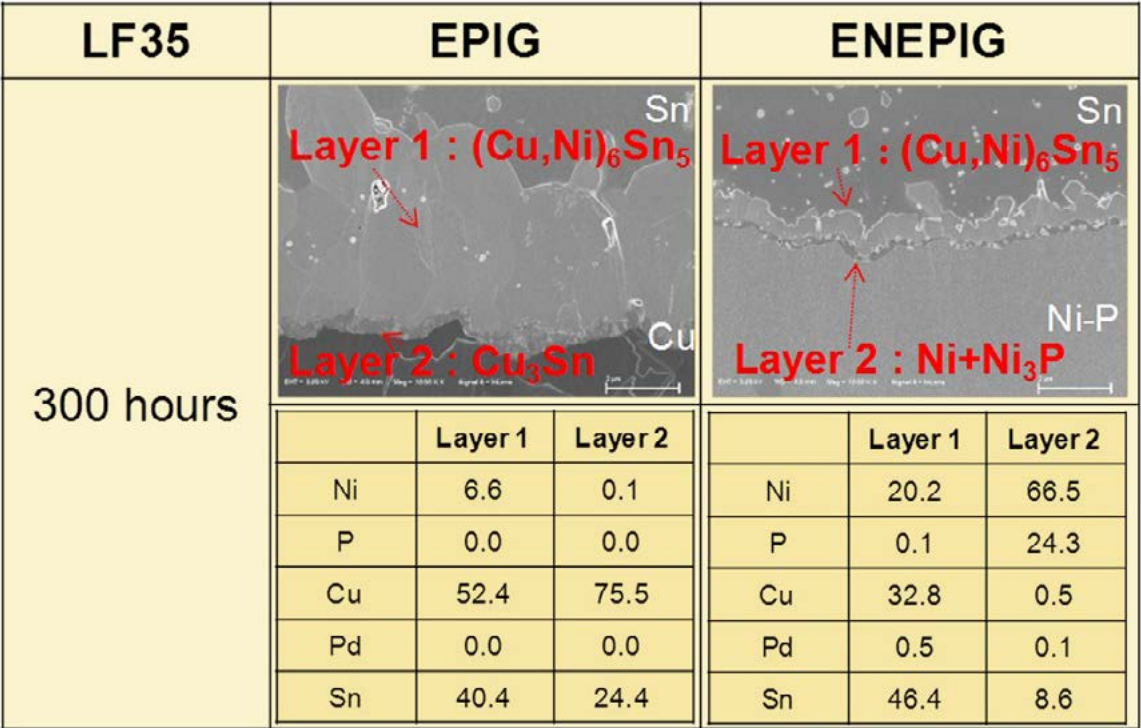 LF35 EPIG ENEPIG
300 hours
Sn
Layer 1 : (Cu,Ni)₆Sn₅
Cu
Layer 2 : Cu₃Sn
Sn
Layer 1 : (Cu,Ni)₆Sn₅
Ni-P
Layer 2 : Ni+Ni₃P
Layer 1 Layer 2
Ni 6.6 0.1
P 0.0 0.0
Cu 52.4 75.5
Pd 0.0 0.0
Sn 40.4 24.4
Layer 1 Layer 2
Ni 20.2 66.5
P 0.1 24.3
Cu 32.8 0.5
Pd 0.5 0.1
Sn 46.4 8.6